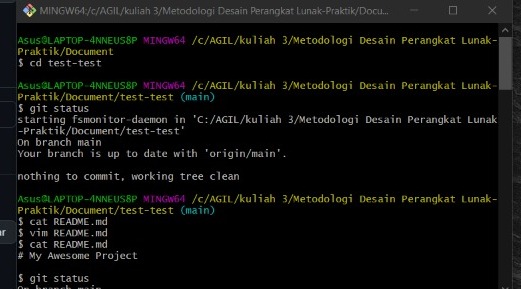 MINGW64:/c/AGIL/kuliah 3/Metodologi Desain Perangkat Lunak-Praktik/Docu...
Asus@LAPTOP-4NNEUS8P MINGW64 /c/AGIL/kuliah 3/Metodologi Desain Perangkat Lunak-
Praktik/Document
$ cd test-test
Asus@LAPTOP-4NNEUS8P MINGW64 /c/AGIL/kuliah 3/Metodologi Desain Perangkat Lunak-
Praktik/Document/test-test (main)
$ git status
starting fsmonitor-daemon in 'C:/AGIL/kuliah 3/Metodologi Desain Perangkat Lunak
-Praktik/Document/test-test'
On branch main
Your branch is up to date with 'origin/main'.
nothing to commit, working tree clean
Asus@LAPTOP-4NNEUS8P MINGW64 /c/AGIL/kuliah 3/Metodologi Desain Perangkat Lunak-
Praktik/Document/test-test (main)
$ cat README.md
$ vim README.md
$ cat README.md
# My Awesome Project
ar
$ git status
On branch main